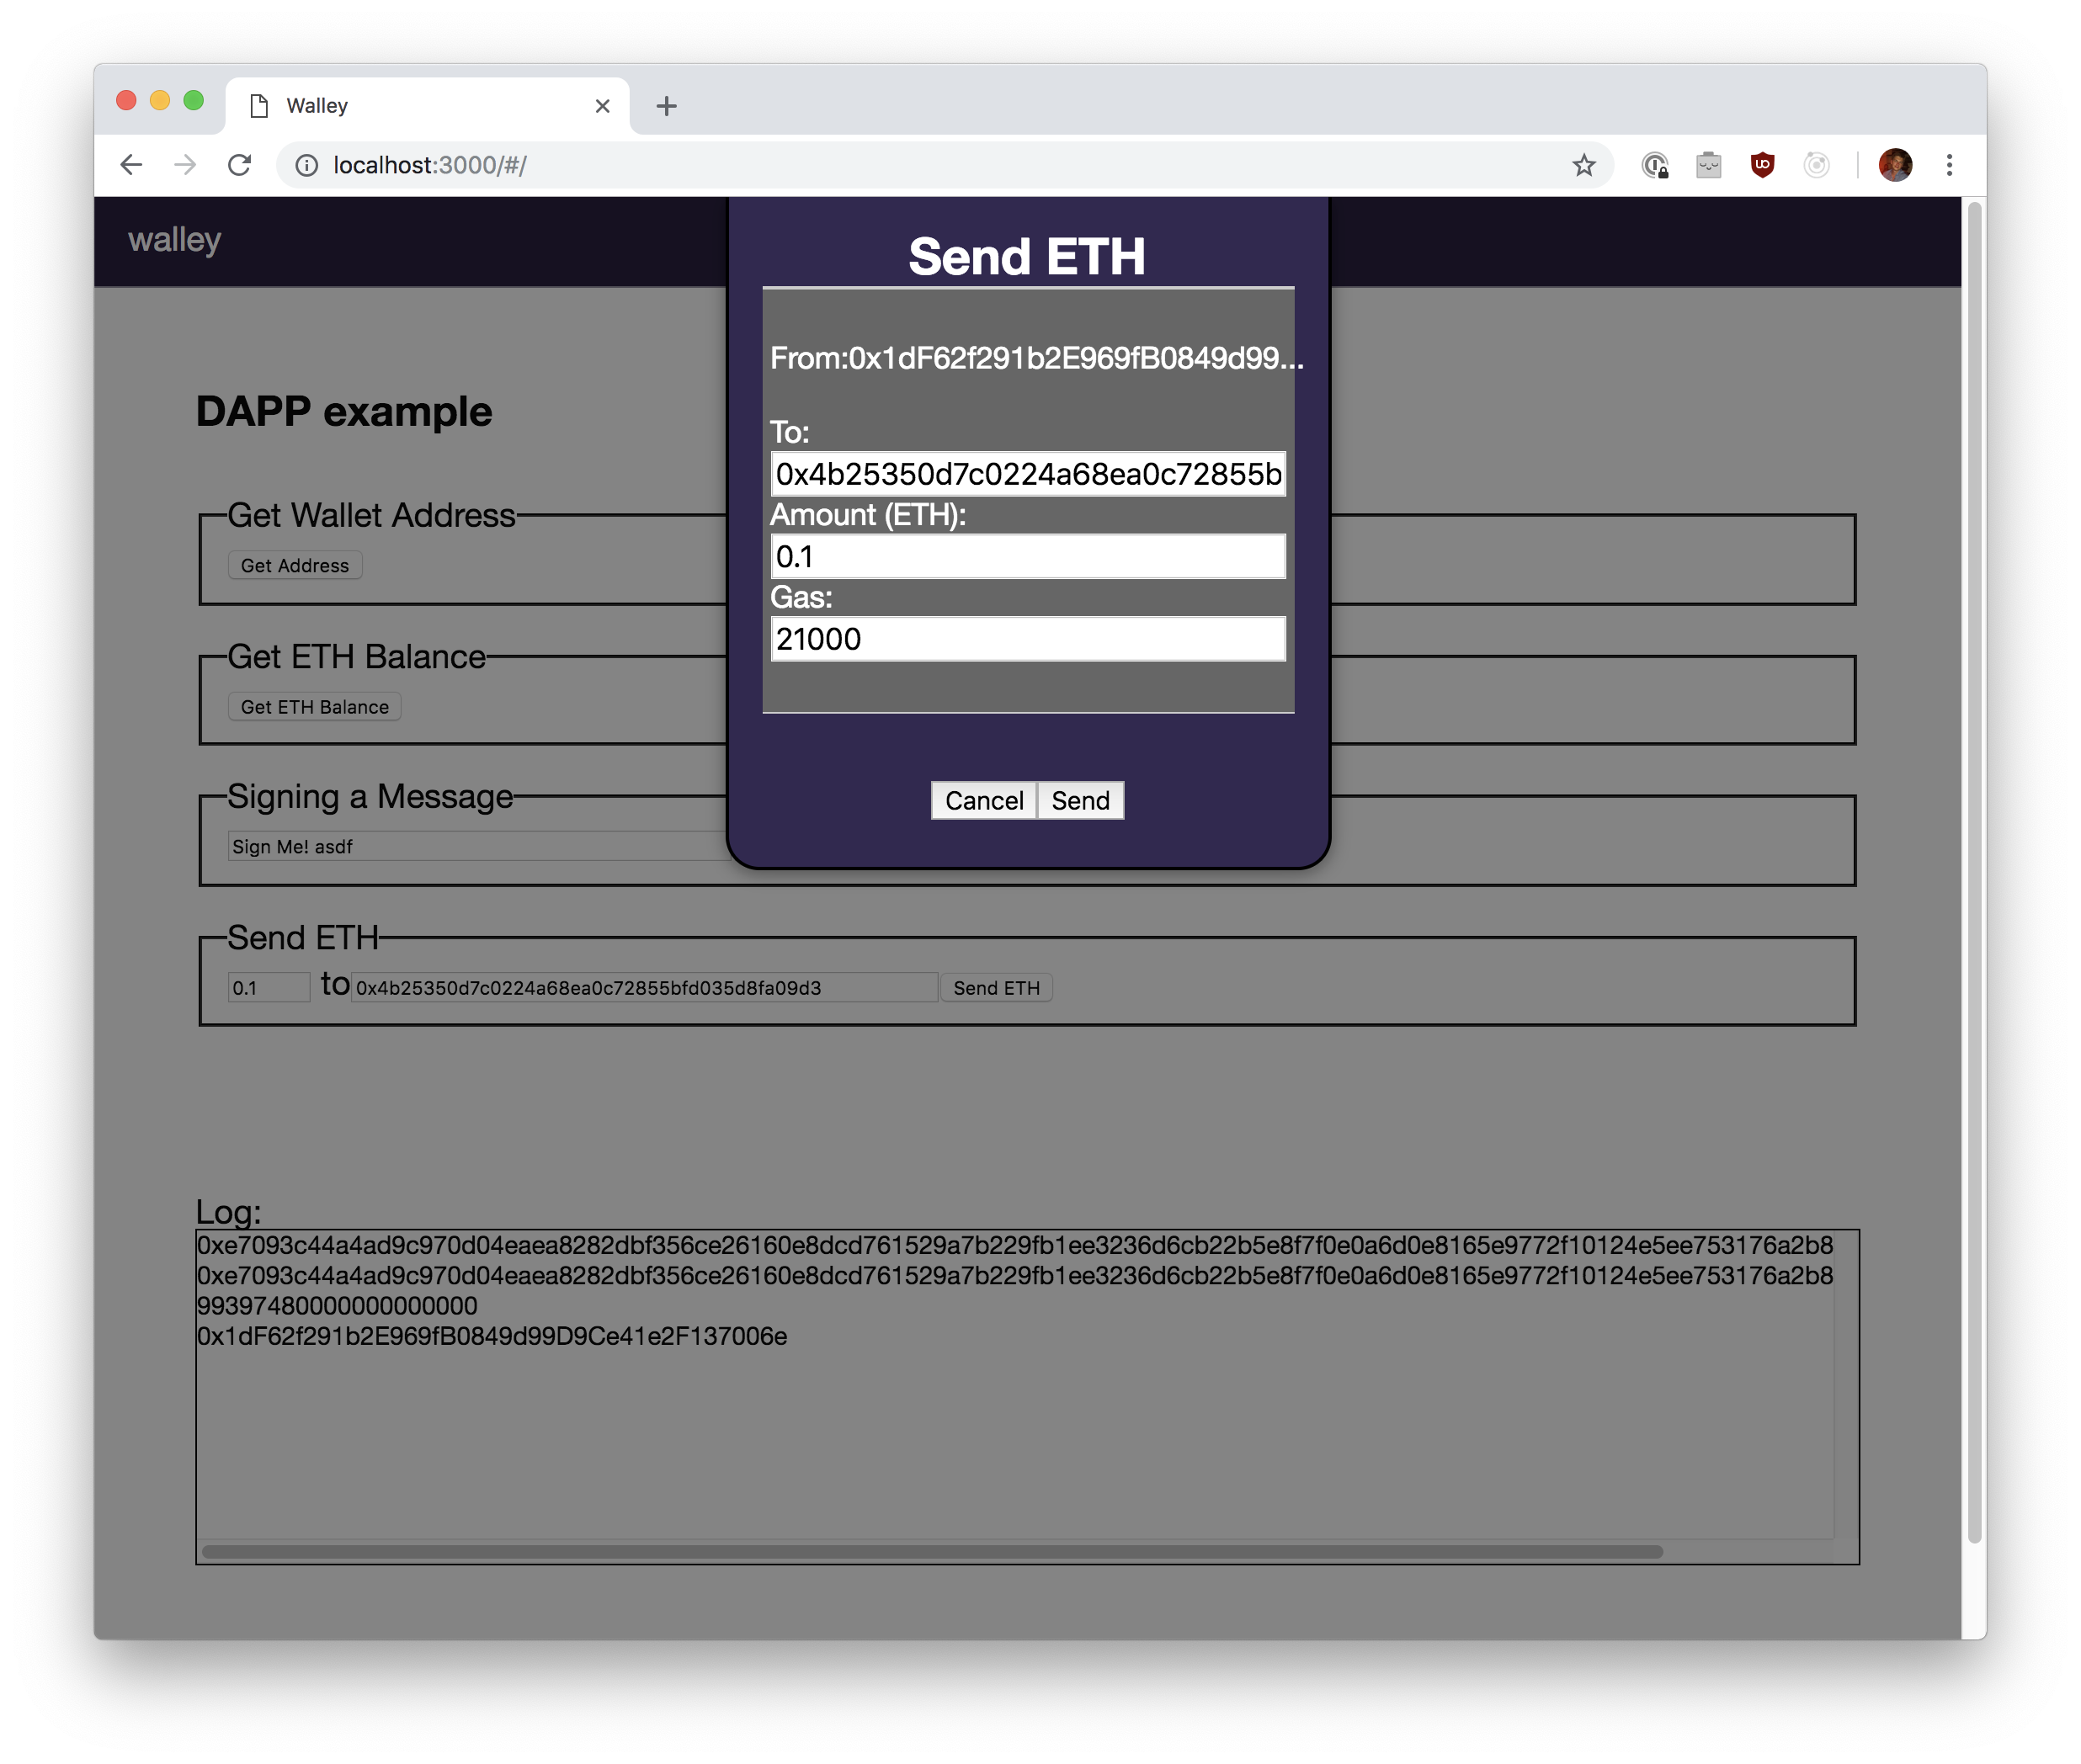 Walley
localhost:3000/#/
walley
Send ETH
From:0x1dF62f291b2E969fB0849d99...
To:
0x4b25350d7c0224a68ea0c72855b
Amount (ETH):
0.1
Gas:
21000
Cancel Send
DAPP example
Get Wallet Address
Get Address
Get ETH Balance
Get ETH Balance
Signing a Message
Sign Me! asdf
Send ETH
0.1 to 0x4b25350d7c0224a68ea0c72855bfd035d8fa09d3 Send ETH
Log:
0xe7093c44a4ad9c970d04eaea8282dbf356ce26160e8dcd761529a7b229fb1ee3236d6cb22b5e8f7f0e0a6d0e8165e9772f10124e5ee753176a2b8
0xe7093c44a4ad9c970d04eaea8282dbf356ce26160e8dcd761529a7b229fb1ee3236d6cb22b5e8f7f0e0a6d0e8165e9772f10124e5ee753176a2b8
9939748000000000000
0x1dF62f291b2E969fB0849d99D9Ce41e2F137006e